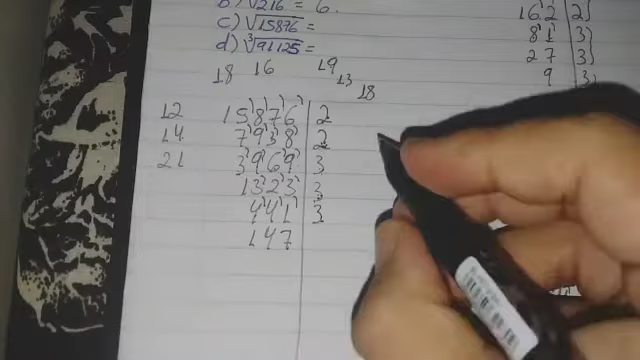 b) √216 = 6.
c) √15876 =
d) ³√91125 =
162 2
81 3
27 3
9 3
18 16 19 13 18
12 15876 2
14 7938 2
21 3969 3
1323 3
441 3
147